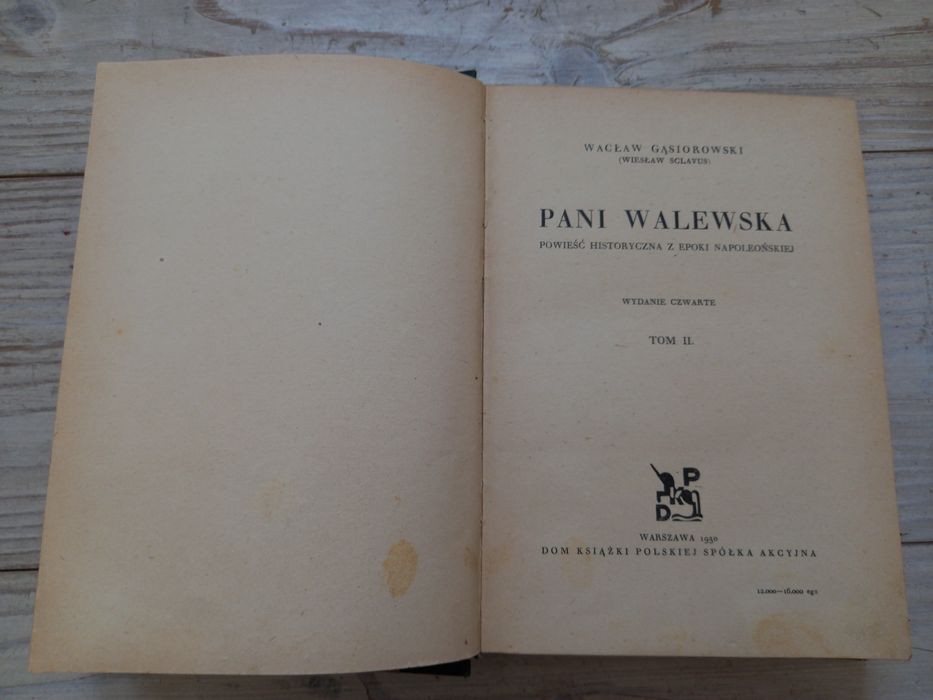 WACŁAW GĄSIOROWSKI
(WIESŁAW SCLAVUS)
PANI WALEWSKA
POWIEŚĆ HISTORYCZNA Z EPOKI NAPOLEOŃSKIEJ
WYDANIE CZWARTE
TOM II.
P
K
D
WARSZAWA 1930
DOM KSIĄŻKI POLSKIEJ SPÓŁKA AKCYJNA
12.000—16.000 egz